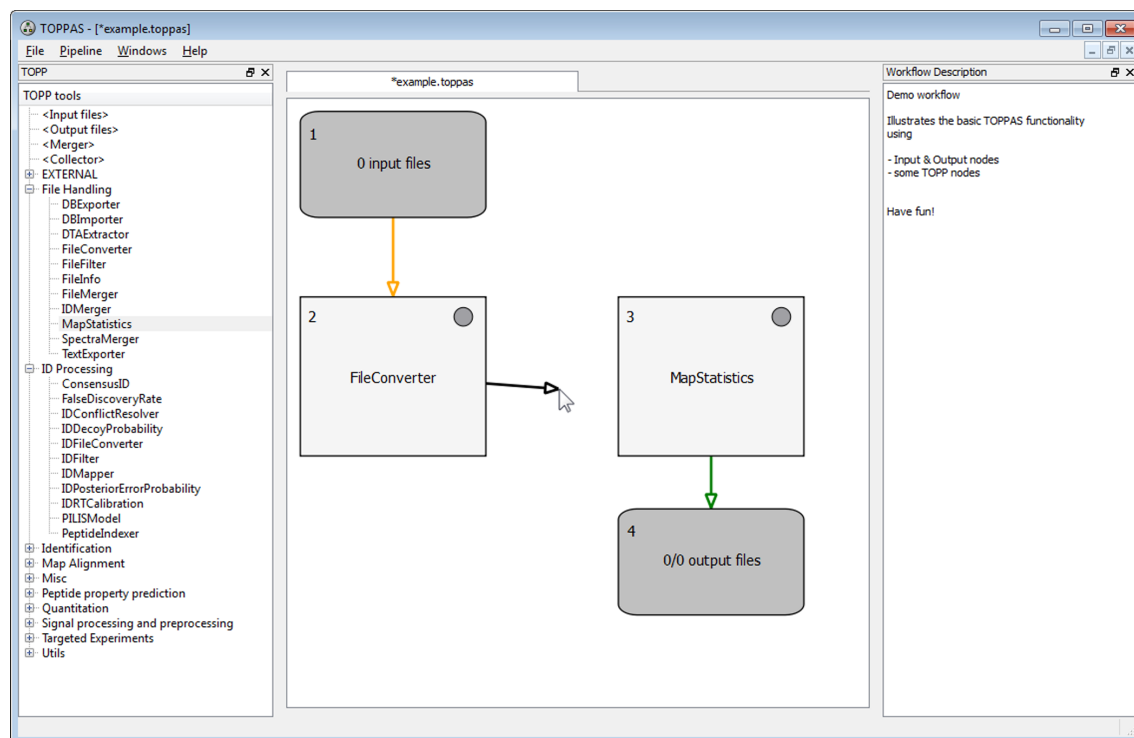 TOPPAS - [*example.toppas]
File Pipeline Windows Help
TOPP
TOPP tools
<Input files>
<Output files>
<Merger>
<Collector>
EXTERNAL
File Handling
DBExporter
DBImporter
DTAExtractor
FileConverter
FileFilter
FileInfo
FileMerger
IDMerger
MapStatistics
SpectraMerger
TextExporter
ID Processing
ConsensusID
FalseDiscoveryRate
IDConflictResolver
IDDecoyProbability
IDFileConverter
IDFilter
IDMapper
IDPosteriorErrorProbability
IDRTCalibration
PILISModel
PeptideIndexer
Identification
Map Alignment
Misc
Peptide property prediction
Quantitation
Signal processing and preprocessing
Targeted Experiments
Utils
*example.toppas
1
0 input files
2
FileConverter
3
MapStatistics
4
0/0 output files
Workflow Description
Demo workflow
Illustrates the basic TOPPAS functionality
using
- Input & Output nodes
- some TOPP nodes
Have fun!